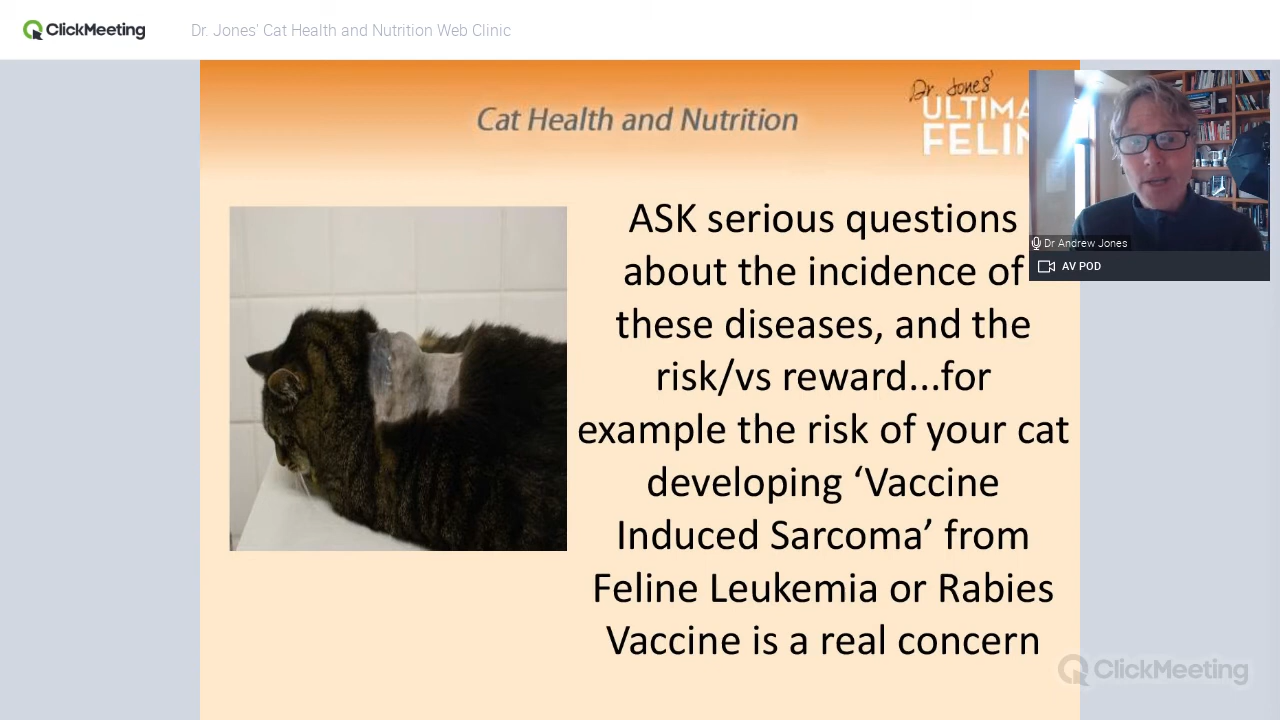 ClickMeeting
Dr. Jones' Cat Health and Nutrition Web Clinic
Cat Health and Nutrition
Dr. Jones'
ULTIMA
FELIN
Dr Andrew Jones
AV POD
ASK serious questions
about the incidence of
these diseases, and the
risk/vs reward...for
example the risk of your cat
developing ‘Vaccine
Induced Sarcoma’ from
Feline Leukemia or Rabies
Vaccine is a real concern
ClickMeeting